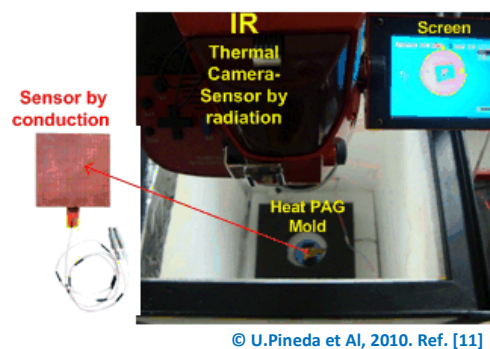 IR
Thermal
Camera-
Sensor by
radiation
Screen
Sensor by
conduction
Heat PAG
Mold
© U.Pineda et Al, 2010. Ref. [11]